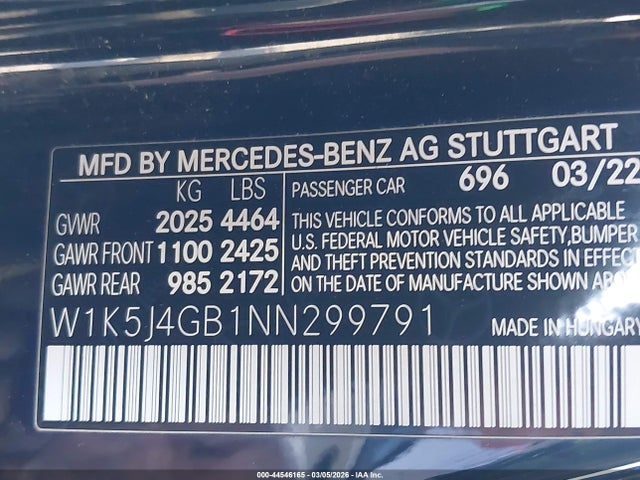 MFD BY MERCEDES-BENZ AG STUTTGART
KG LBS
GVWR 2025 4464
GAWR FRONT 1100 2425
GAWR REAR 985 2172
PASSENGER CAR 696 03/22
THIS VEHICLE CONFORMS TO ALL APPLICABLE
U.S. FEDERAL MOTOR VEHICLE SAFETY, BUMPER
AND THEFT PREVENTION STANDARDS IN EFFECT
ON THE DATE OF MANUFACTURE SHOWN ABOVE
W1K5J4GB1NN299791 MADE IN HUNGARY
000-44546165 - 03/05/2026 - IAA Inc.